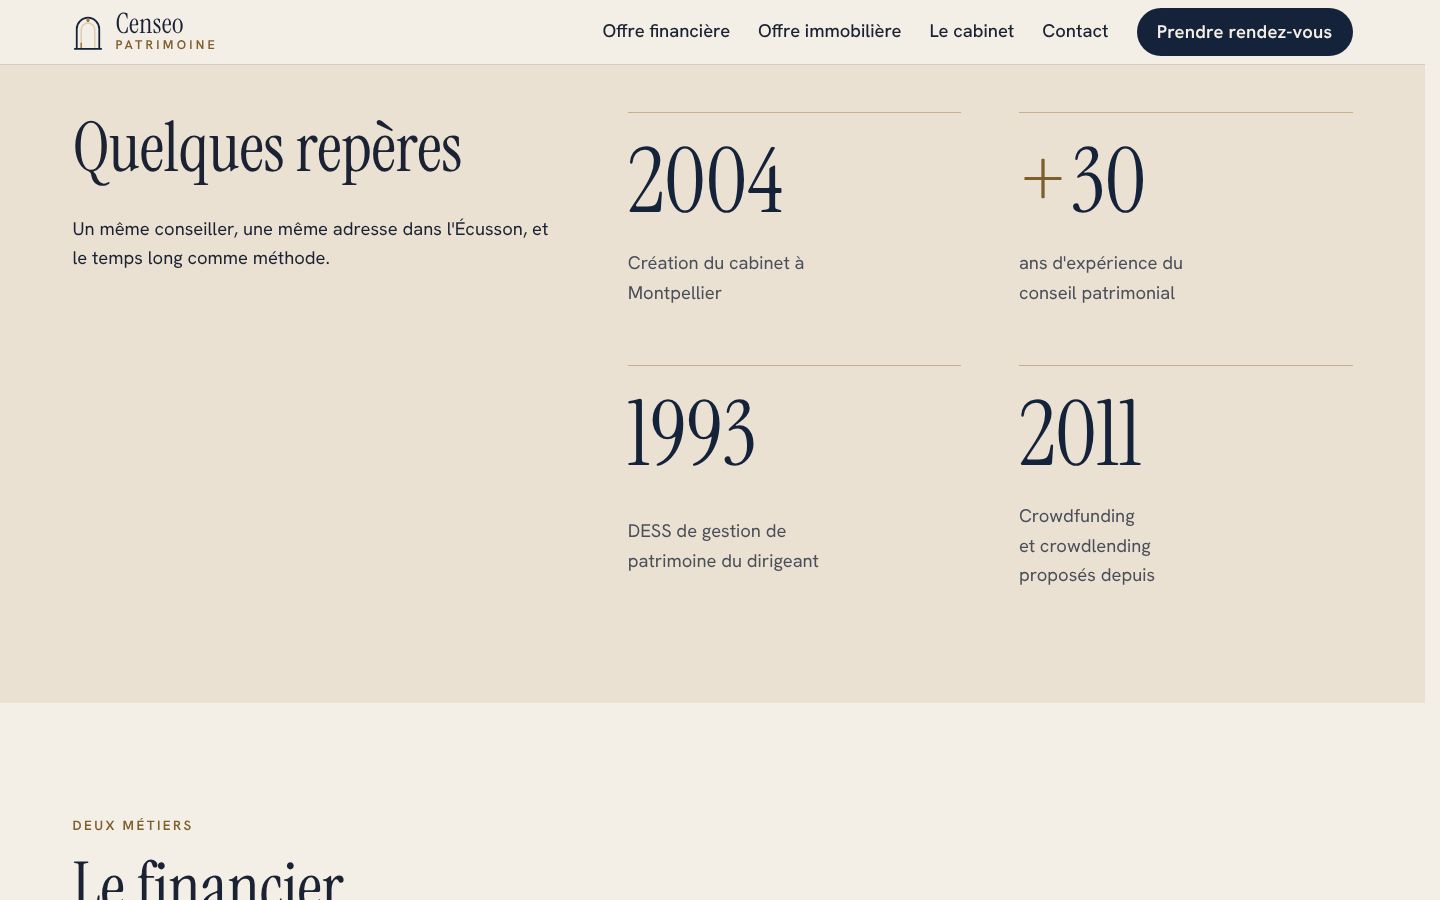 Censeo
PATRIMOINE
Offre financière
Offre immobilière
Le cabinet
Contact
Prendre rendez-vous
Quelques repères
Un même conseiller, une même adresse dans l'Écusson, et
le temps long comme méthode.
2004
Création du cabinet à
Montpellier
+30
ans d'expérience du
conseil patrimonial
1993
DESS de gestion de
patrimoine du dirigeant
2011
Crowdfunding
et crowdlending
proposés depuis
DEUX MÉTIERS
Le financier